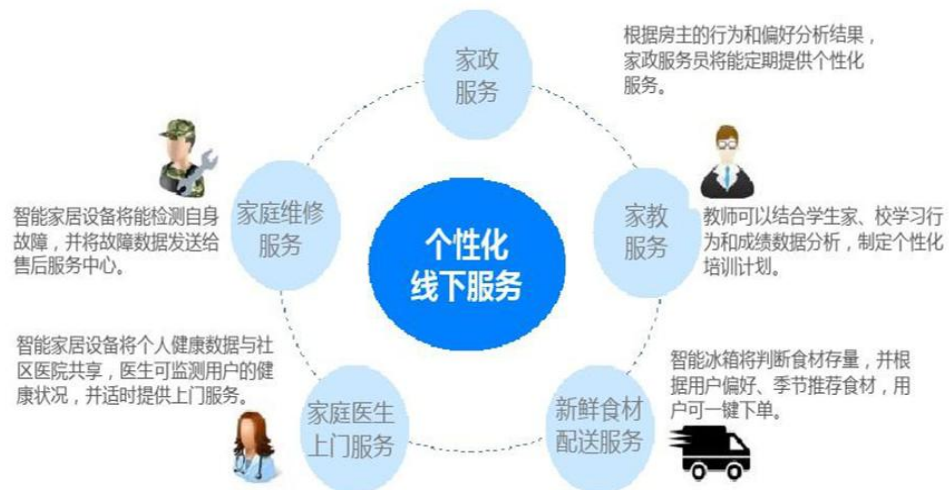 家政
服务
根据房主的行为和偏好分析结果，
家政服务员将能定期提供个性化
服务。
家教
服务
教师可以结合学生家、校学习行
为和成绩数据分析，制定个性化
培训计划。
新鲜食材
配送服务
智能冰箱将判断食材存量，并根
据用户偏好、季节推荐食材，用
户可一键下单。
家庭医生
上门服务
智能家居设备将个人健康数据与社
区医院共享，医生可监测用户的健
康状况，并适时提供上门服务。
家庭维修
服务
智能家居设备将能检测自身
故障，并将故障数据发送给
售后服务中心。
个性化
线下服务